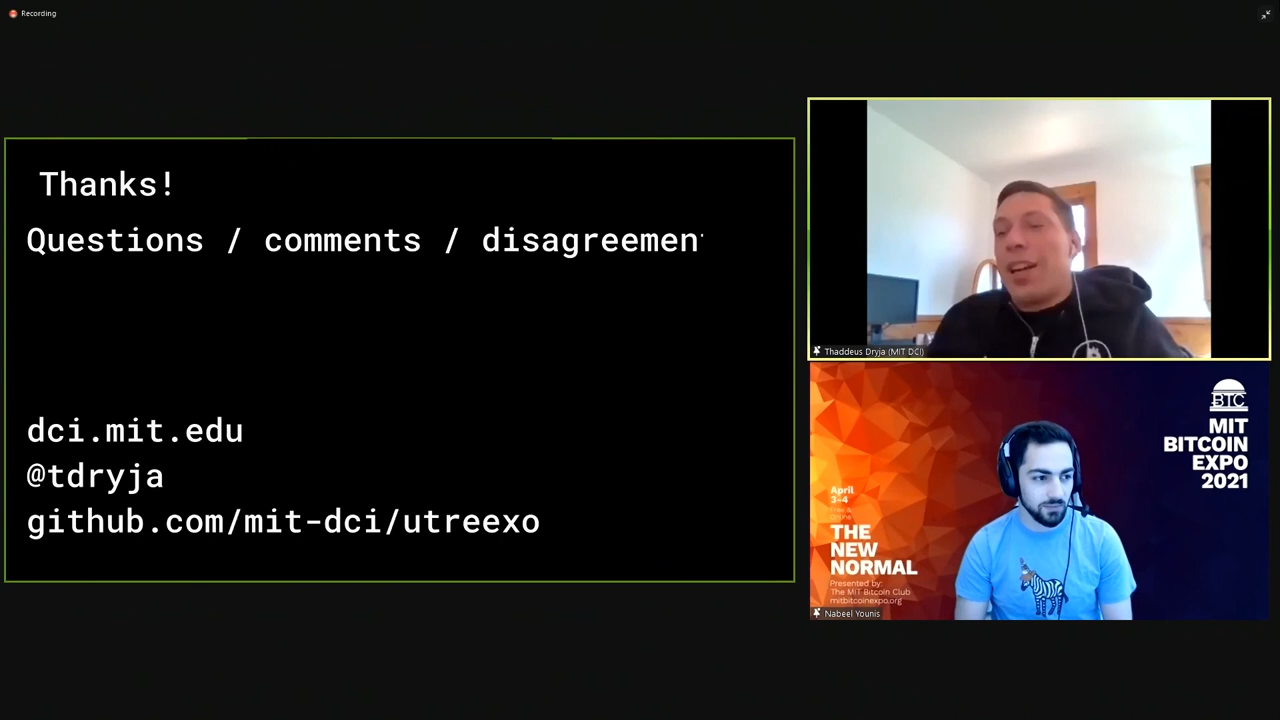 Recording
Thanks!
Questions / comments / disagreemen
dci.mit.edu
@tdryja
github.com/mit-dci/utreexo
Thaddeus Dryja (MIT DCI)
BTC
MIT
BITCOIN
EXPO
2021
April
3-4
Free &
Online
THE
NEW
NORMAL
Presented by:
The MIT Bitcoin Club
mitbitcoinexpo.org
Nabeel Younis